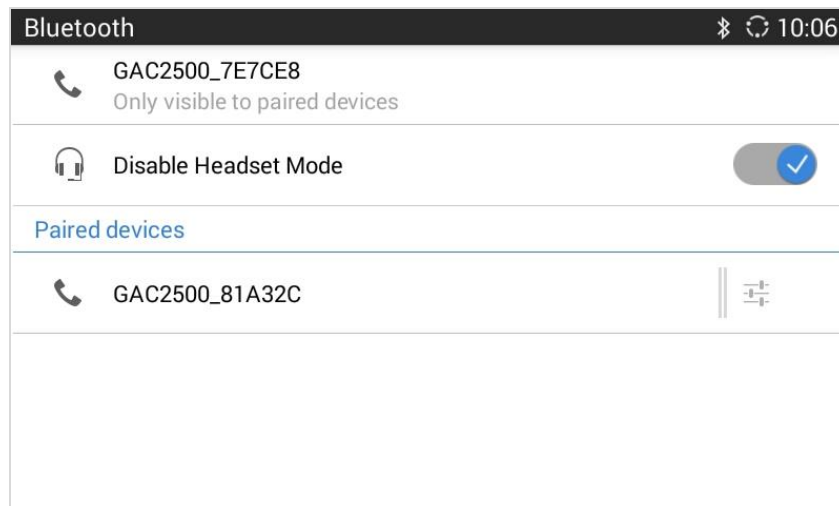 Bluetooth 10:06
GAC2500_7E7CE8
Only visible to paired devices
Disable Headset Mode
Paired devices
GAC2500_81A32C